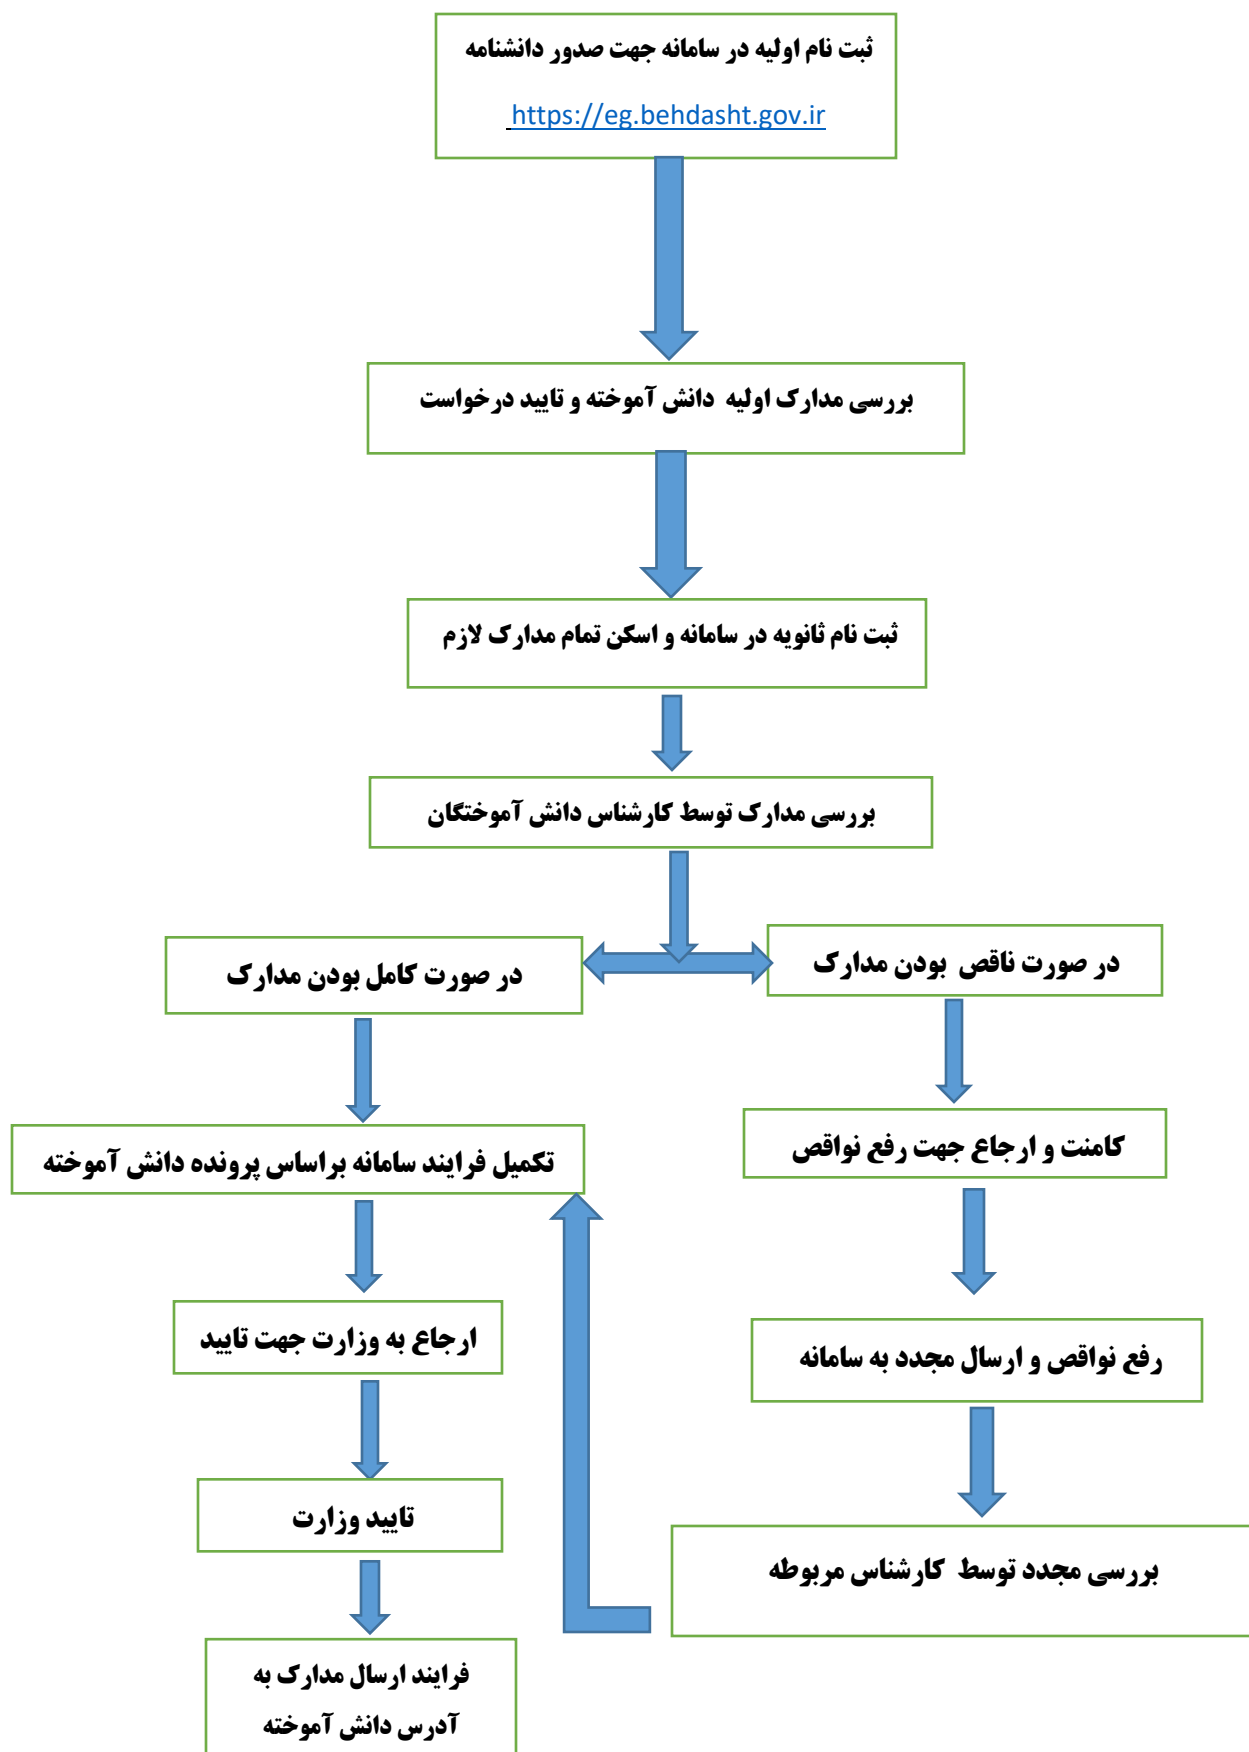 ثبت نام اولیه در سامانه جهت صدور دانشنامه
https://eg.behdasht.gov.ir
بررسی مدارک اولیه دانش آموخته و تایید درخواست
ثبت نام ثانویه در سامانه و اسکن تمام مدارک لازم
بررسی مدارک توسط کارشناس دانش آموختگان
در صورت ناقص بودن مدارک
کامنت و ارجاع جهت رفع نواقص
رفع نواقص و ارسال مجدد به سامانه
بررسی مجدد توسط کارشناس مربوطه
در صورت کامل بودن مدارک
تکمیل فرایند سامانه براساس پرونده دانش آموخته
ارجاع به وزارت جهت تایید
تایید وزارت
فرایند ارسال مدارک به
آدرس دانش آموخته